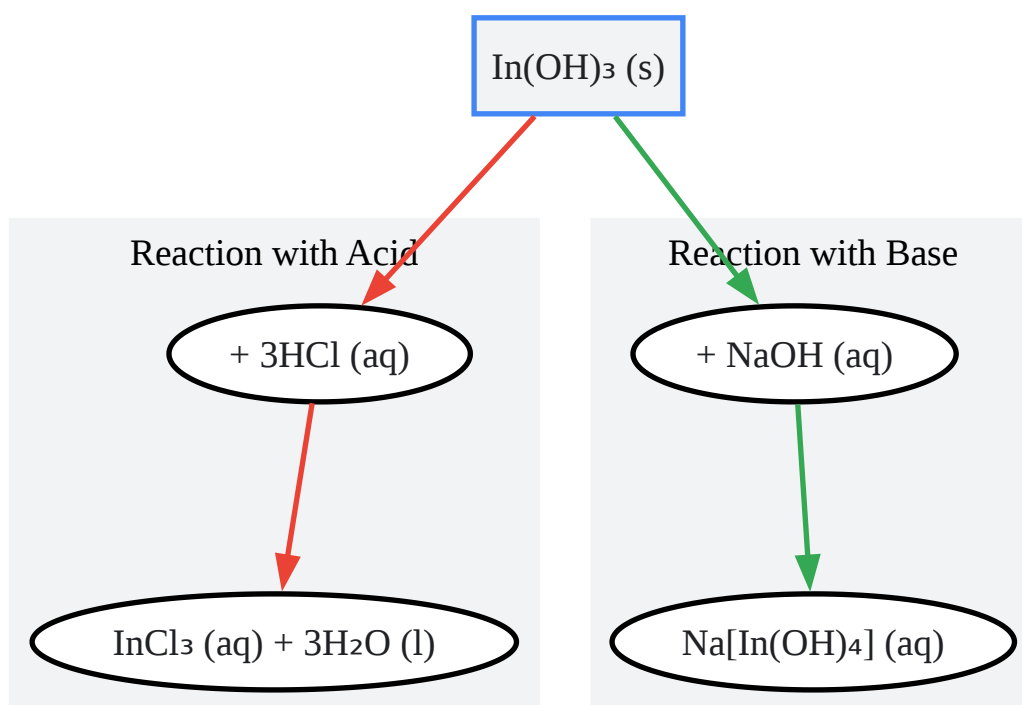 In(OH)₃ (s)
Reaction with Acid
Reaction with Base
+ 3HCl (aq)
+ NaOH (aq)
InCl₃ (aq) + 3H₂O (l)
Na[In(OH)₄] (aq)